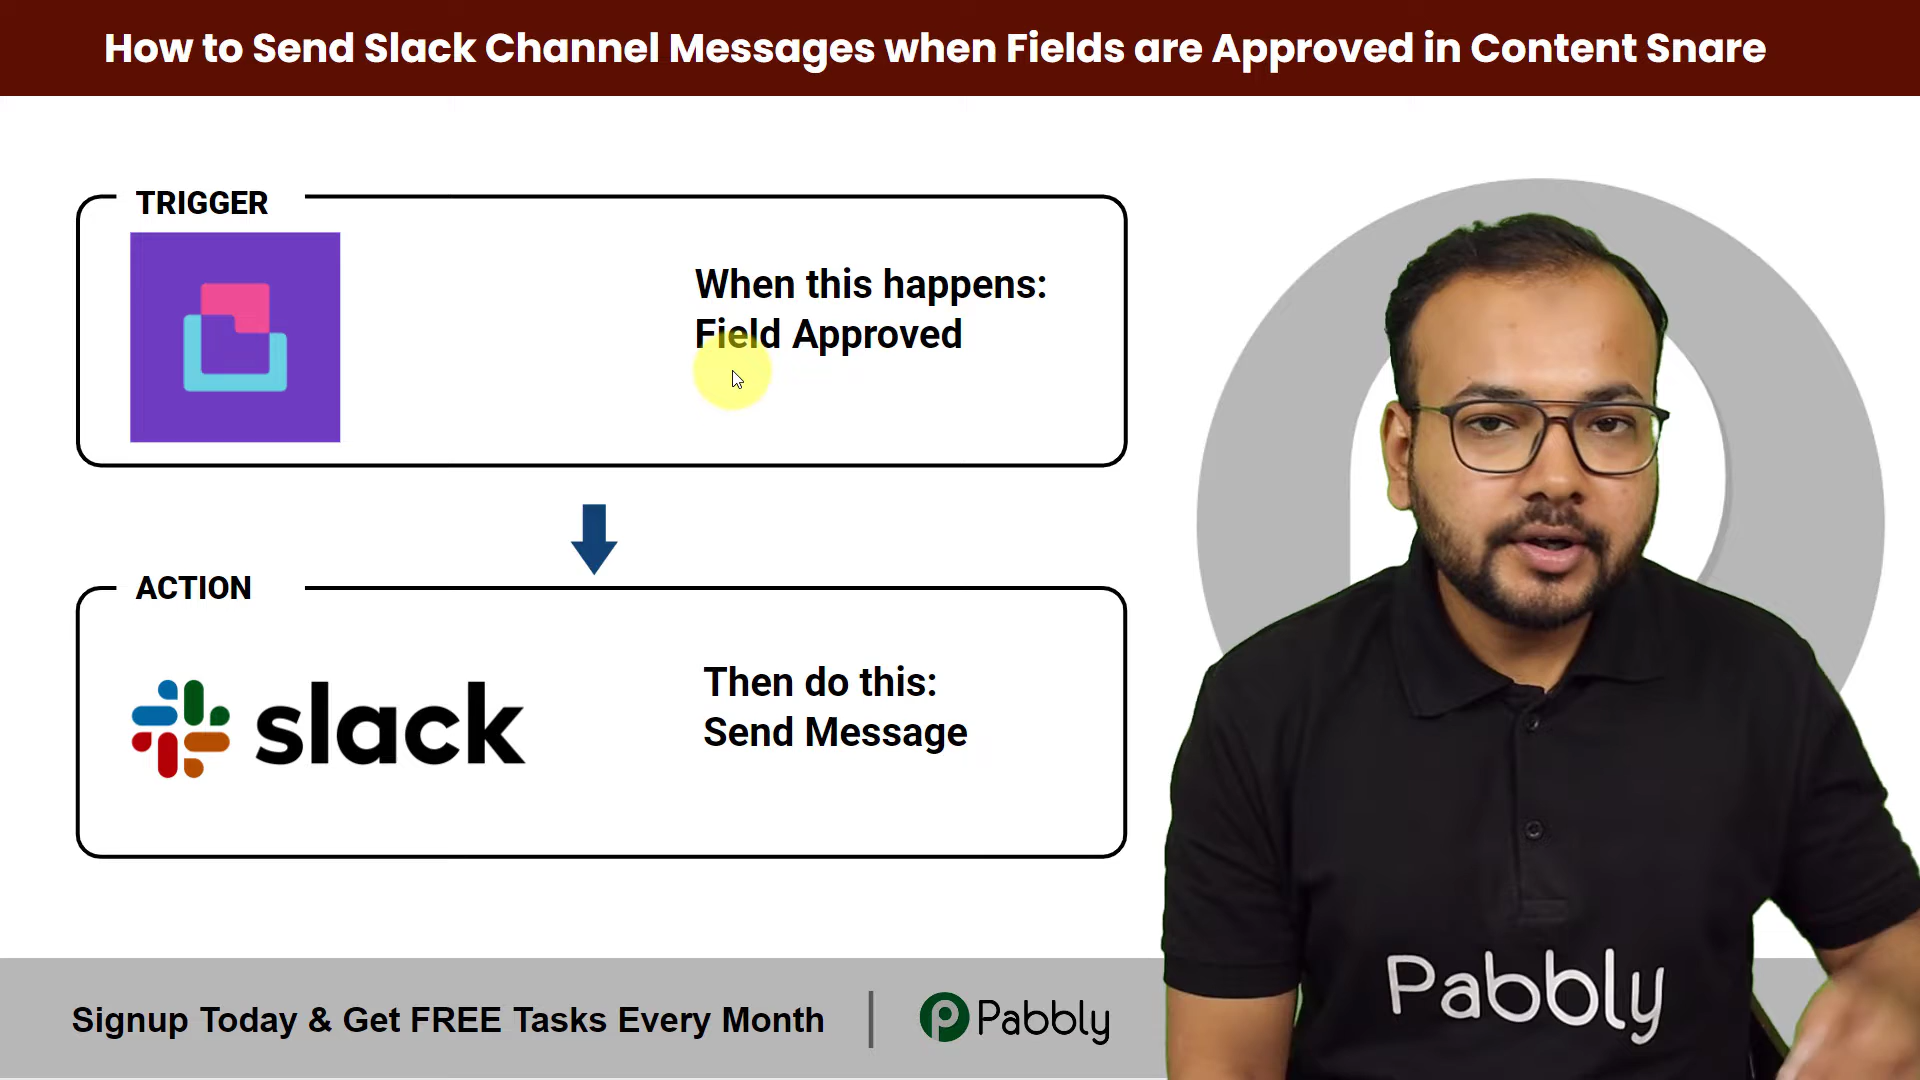 How to Send Slack Channel Messages when Fields are Approved in Content Snare
TRIGGER
When this happens:
Field Approved
ACTION
slack
Then do this:
Send Message
Signup Today & Get FREE Tasks Every Month
Pabbly
Pabbly